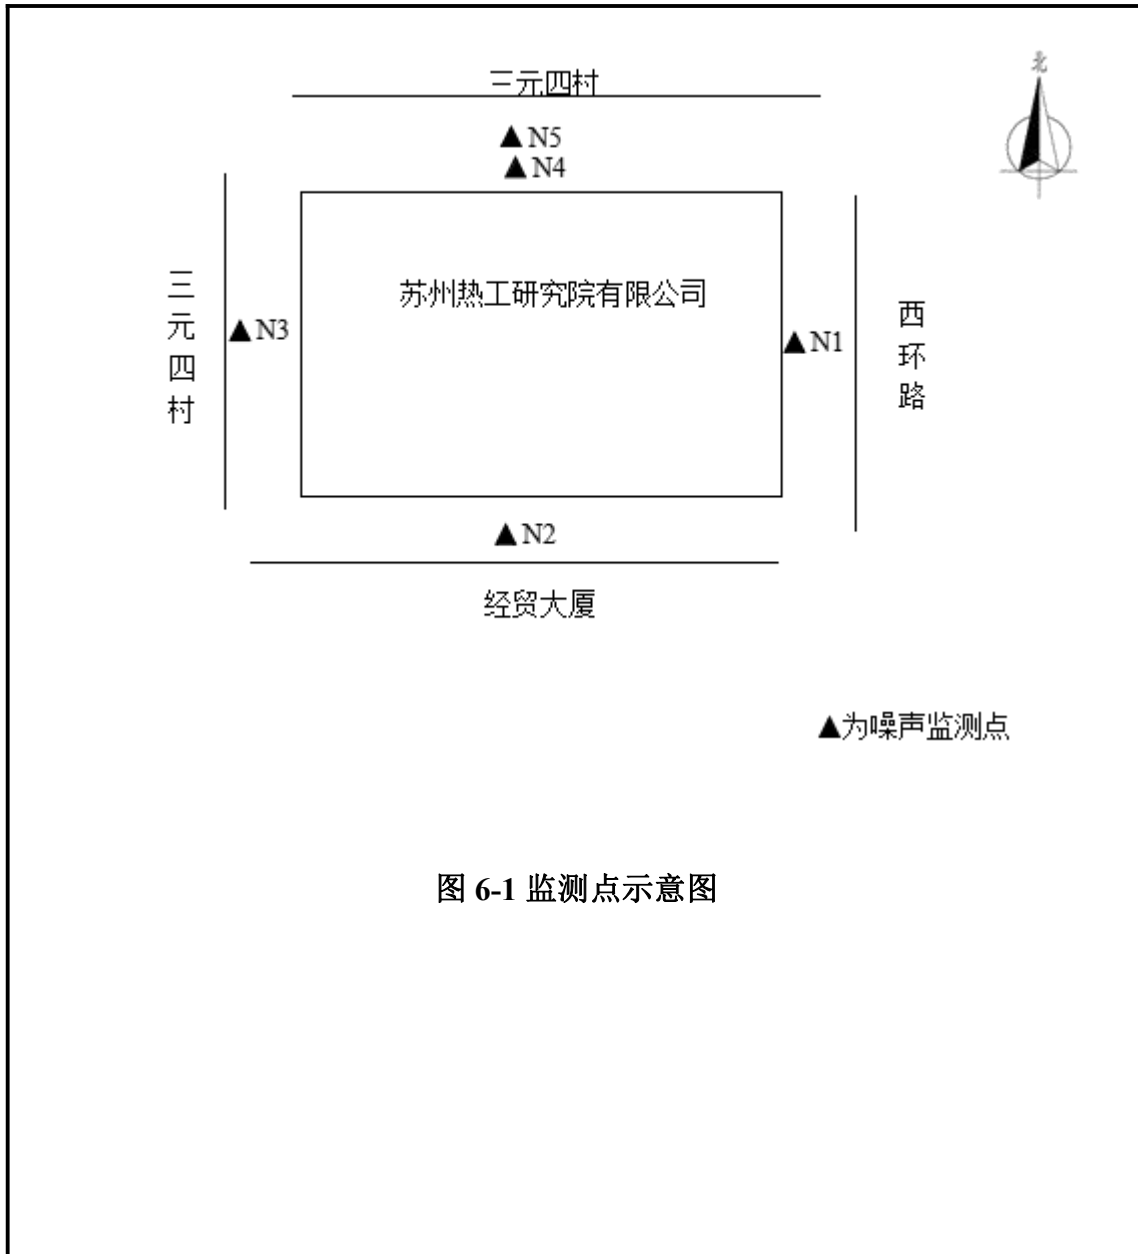 三元四村
北
▲N5
▲N4
苏州热工研究院有限公司
三元四村
▲N3
▲N1
西环路
▲N2
经贸大厦
▲为噪声监测点
图 6-1 监测点示意图